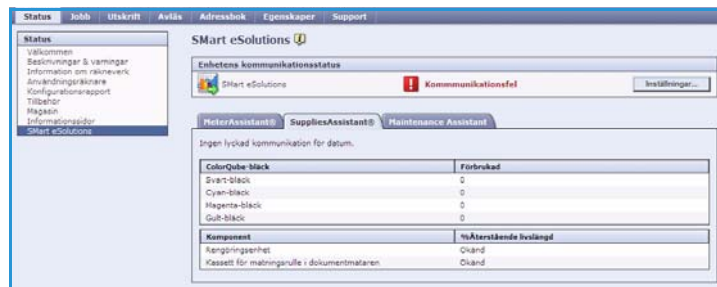 Status Jobb Utskrift Avläs Adressbok Egenskaper Support
Status
Välkommen
Beskrivningar & varningar
Information om räkneverk
Användningsräknare
Konfigurationsrapport
Tillbehör
Magasin
Informationssidor
SMart eSolutions
SMart eSolutions
Enhetens kommunikationsstatus
SMart eSolutions
Kommmunikationsfel
Inställningar...
MeterAssistant® SuppliesAssistant® Maintenance Assistant
Ingen lyckad kommunikation för datum.
ColorQube-bläck Förbrukad
Svart-bläck 0
Cyan-bläck 0
Magenta-bläck 0
Gult-bläck 0
Komponent %Återstående livslängd
Rengöringsenhet Okänd
Kassett för matningsrulle i dokumentmataren Okänd